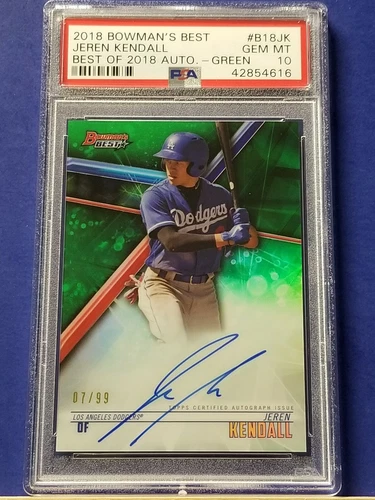 2018 BOWMAN'S BEST #B18JK
JEREN KENDALL GEM MT
BEST OF 2018 AUTO.-GREEN 10
PSA 42854616
BOWMAN'S
BEST
LA
Dodgers
07/99
TOPPS CERTIFIED AUTOGRAPH ISSUE
LOS ANGELES DODGERS® JEREN
OF KENDALL